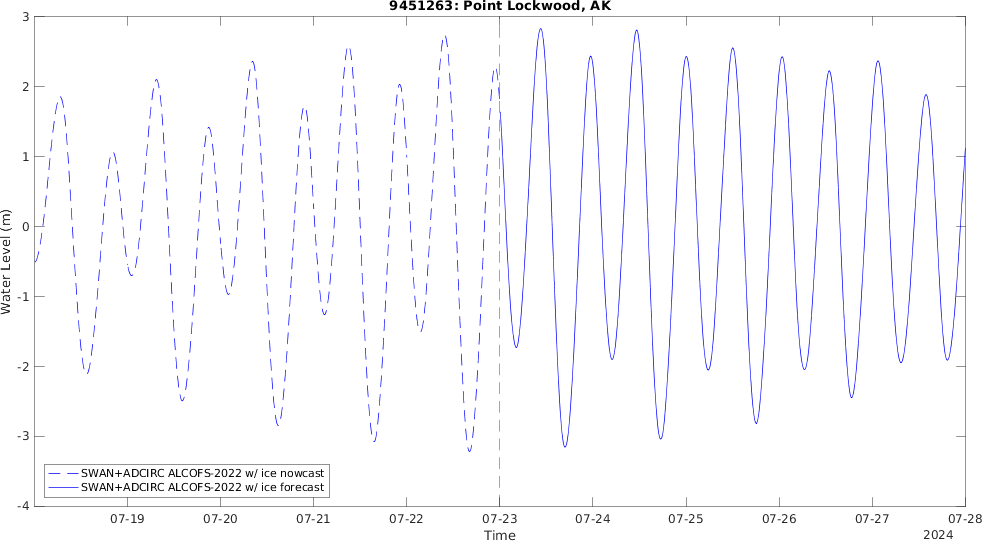 9451263: Point Lockwood, AK
3
2
1
0
-1
-2
-3
-4
Water Level (m)
SWAN+ADCIRC ALCOFS-2022 w/ ice nowcast
SWAN+ADCIRC ALCOFS-2022 w/ ice forecast
07-19 07-20 07-21 07-22 07-23 07-24 07-25 07-26 07-27 07-28
Time
2024